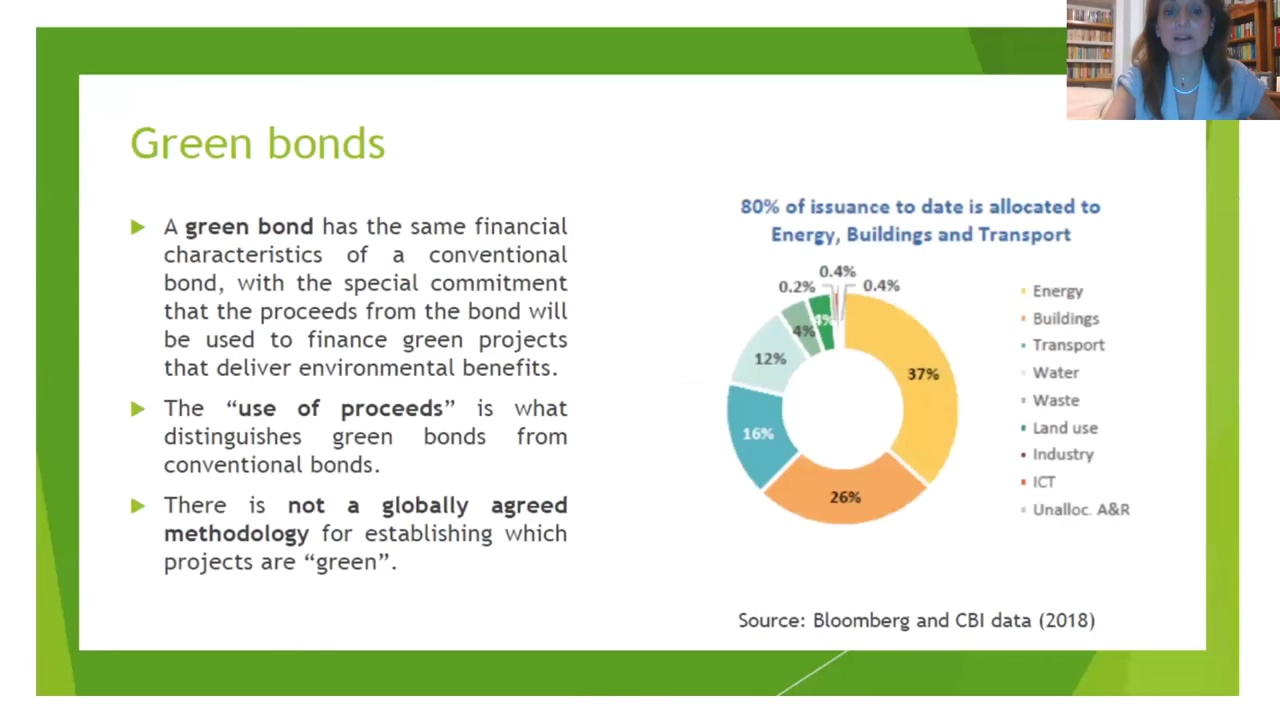 Green bonds
A green bond has the same financial
characteristics of a conventional
bond, with the special commitment
that the proceeds from the bond will
be used to finance green projects
that deliver environmental benefits.
The “use of proceeds” is what
distinguishes green bonds from
conventional bonds.
There is not a globally agreed
methodology for establishing which
projects are “green”.
80% of issuance to date is allocated to
Energy, Buildings and Transport
0.4%
0.2%
0.4%
4%
4%
12%
37%
16%
26%
Energy
Buildings
Transport
Water
Waste
Land use
Industry
ICT
Unalloc. A&R
Source: Bloomberg and CBI data (2018)